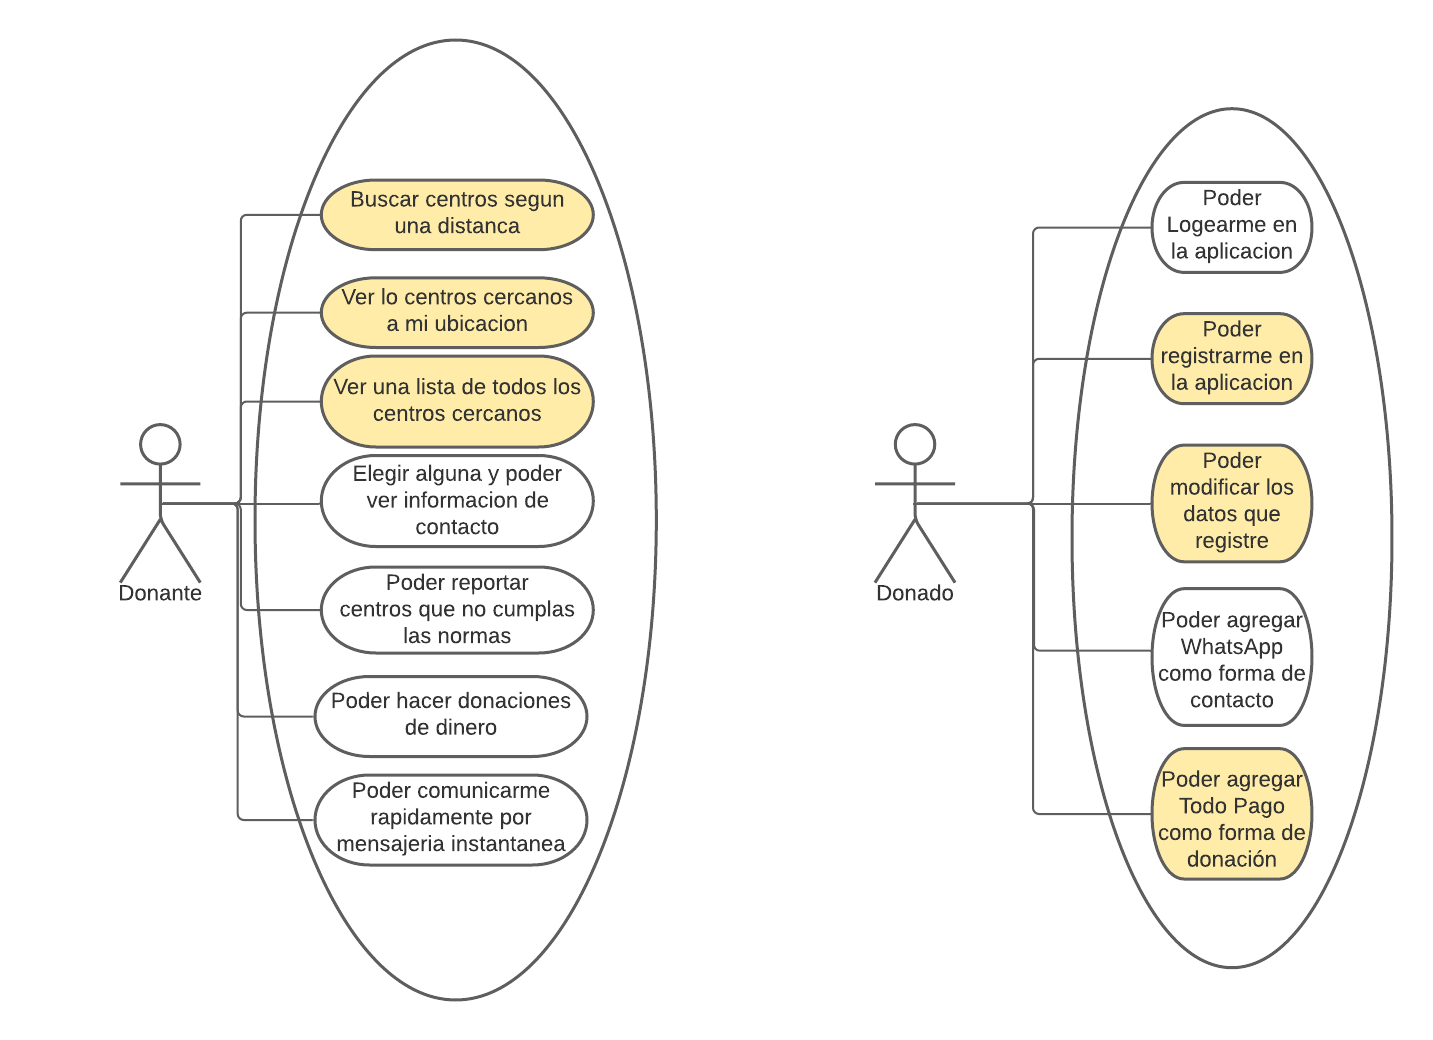 Buscar centros segun
una distanca
Ver lo centros cercanos
a mi ubicacion
Ver una lista de todos los
centros cercanos
Elegir alguna y poder
ver informacion de
contacto
Poder reportar
centros que no cumplas
las normas
Poder hacer donaciones
de dinero
Poder comunicarme
rapidamente por
mensajeria instantanea
Donante
Poder
Logearme en
la aplicacion
Poder
registrarme en
la aplicacion
Poder
modificar los
datos que
registre
Poder agregar
WhatsApp
como forma de
contacto
Poder agregar
Todo Pago
como forma de
donación
Donado